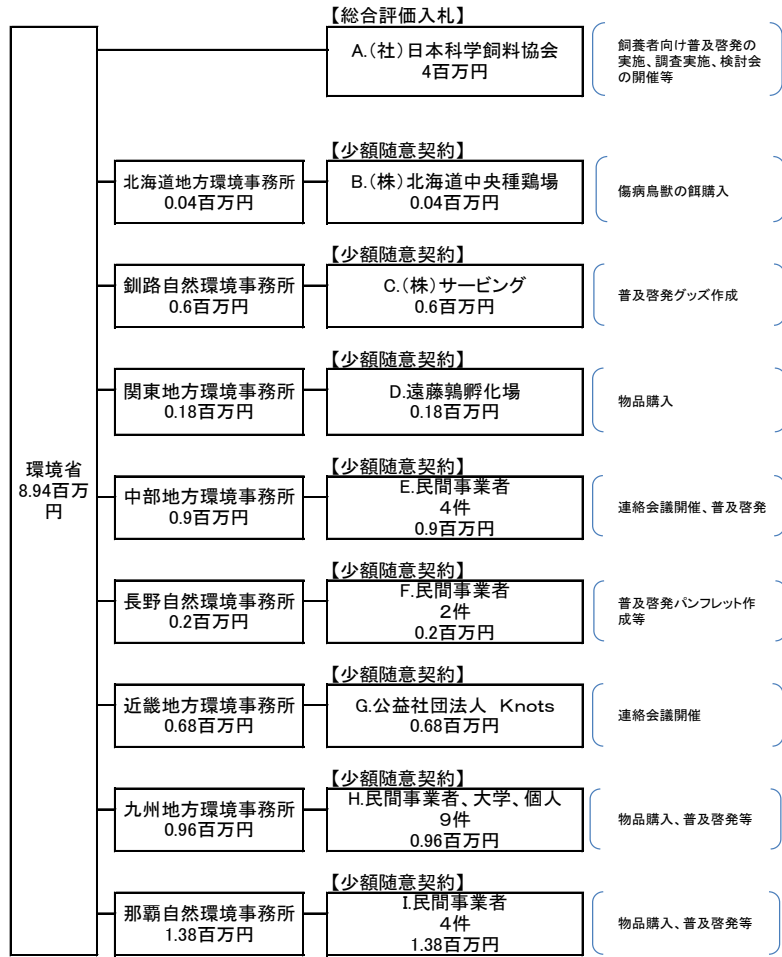 【総合評価入札】
A.(社)日本科学飼料協会
4百万円
飼養者向け普及啓発の
実施、調査実施、検討会
の開催等
【少額随意契約】
北海道地方環境事務所
0.04百万円
B.(株)北海道中央種鶏場
0.04百万円
傷病鳥獣の餌購入
【少額随意契約】
釧路自然環境事務所
0.6百万円
C.(株)サービング
0.6百万円
普及啓発グッズ作成
【少額随意契約】
関東地方環境事務所
0.18百万円
D.遠藤鶉孵化場
0.18百万円
物品購入
環境省
8.94百万
円
【少額随意契約】
中部地方環境事務所
0.9百万円
E.民間事業者
4件
0.9百万円
連絡会議開催、普及啓発
【少額随意契約】
長野自然環境事務所
0.2百万円
F.民間事業者
2件
0.2百万円
普及啓発パンフレット作
成等
【少額随意契約】
近畿地方環境事務所
0.68百万円
G.公益社団法人 Knots
0.68百万円
連絡会議開催
【少額随意契約】
九州地方環境事務所
0.96百万円
H.民間事業者、大学、個人
9件
0.96百万円
物品購入、普及啓発等
【少額随意契約】
那覇自然環境事務所
1.38百万円
I.民間事業者
4件
1.38百万円
物品購入、普及啓発等